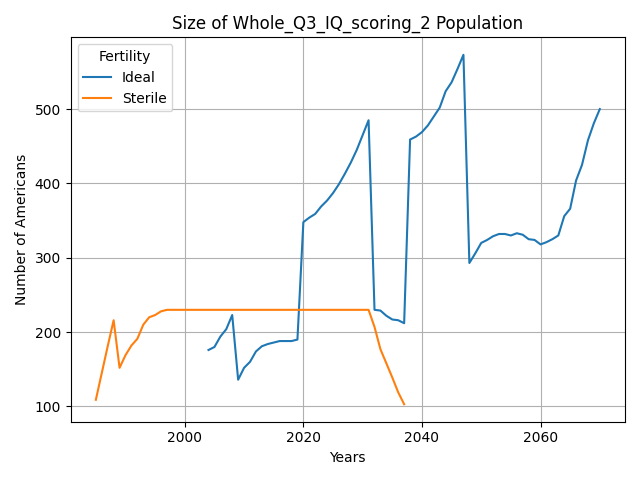 Size of Whole_Q3_IQ_scoring_2 Population
Fertility
Ideal
Sterile
Number of Americans
500
400
300
200
100
2000
2020
2040
2060
Years